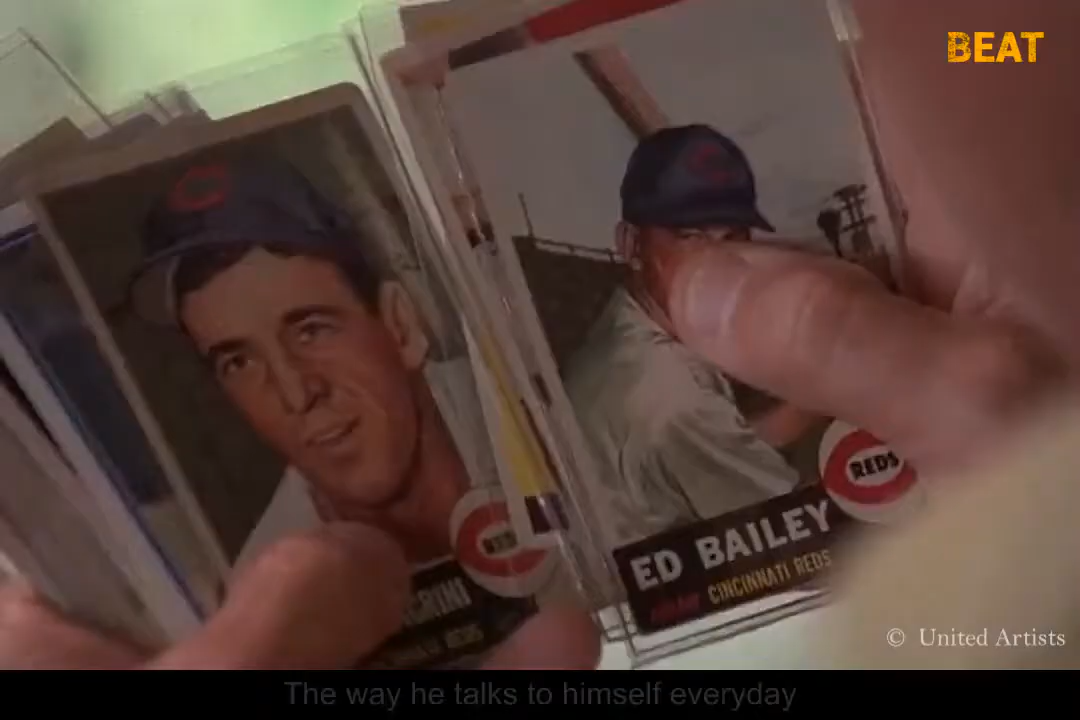 BEAT
C
C
REDS
ED BAILEY
CINCINNATI REDS
© United Artists
The way he talks to himself everyday